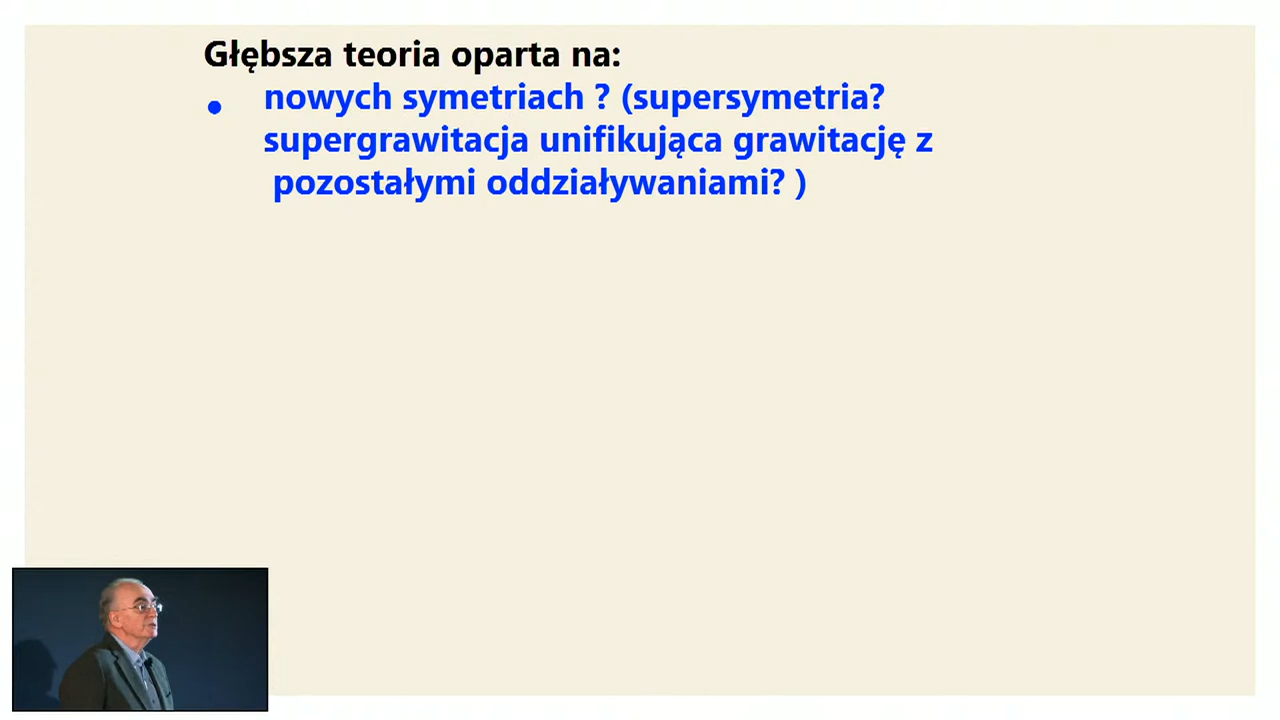 Głębsza teoria oparta na:
• nowych symetriach ? (supersymetria?
supergrawitacja unifikująca grawitację z
pozostałymi oddziaływaniami? )